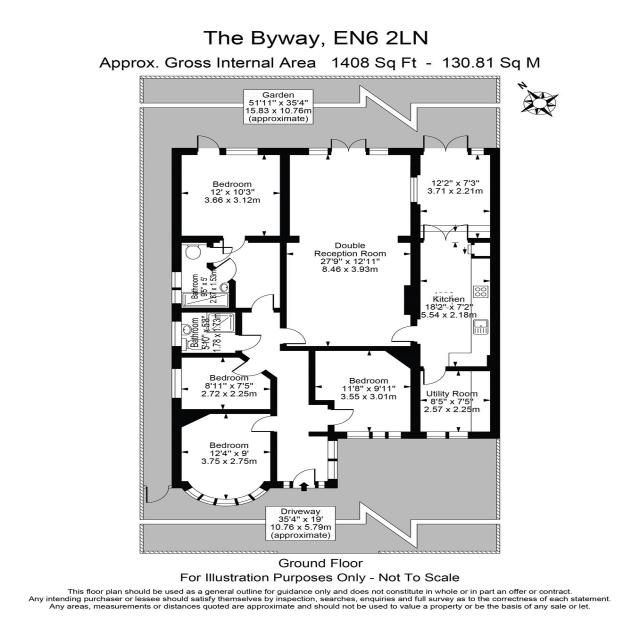 The Byway, EN6 2LN
Approx. Gross Internal Area 1408 Sq Ft - 130.81 Sq M
N
Garden
51'11" x 35'4"
15.83 x 10.76m
(approximate)
Bedroom
12' x 10'3"
3.66 x 3.12m
12'2" x 7'3"
3.71 x 2.21m
Double
Reception Room
27'9" x 12'11"
8.46 x 3.93m
Bathroom
9'5" x 5'
2.87 x 1.53m
Kitchen
18'2" x 7'2"
5.54 x 2.18m
Bathroom
5'10" x 5'8"
1.78 x 1.73m
Bedroom
8'11" x 7'5"
2.72 x 2.25m
Bedroom
11'8" x 9'11"
3.55 x 3.01m
Utility Room
8'5" x 7'5"
2.57 x 2.25m
Bedroom
12'4" x 9'
3.75 x 2.75m
Driveway
35'4" x 19'
10.76 x 5.79m
(approximate)
Ground Floor
For Illustration Purposes Only - Not To Scale
This floor plan should be used as a general outline for guidance only and does not constitute in whole or in part an offer or contract.
Any intending purchaser or lessee should satisfy themselves by inspection, searches, enquiries and full survey as to the correctness of each statement.
Any areas, measurements or distances quoted are approximate and should not be used to value a property or be the basis of any sale or let.